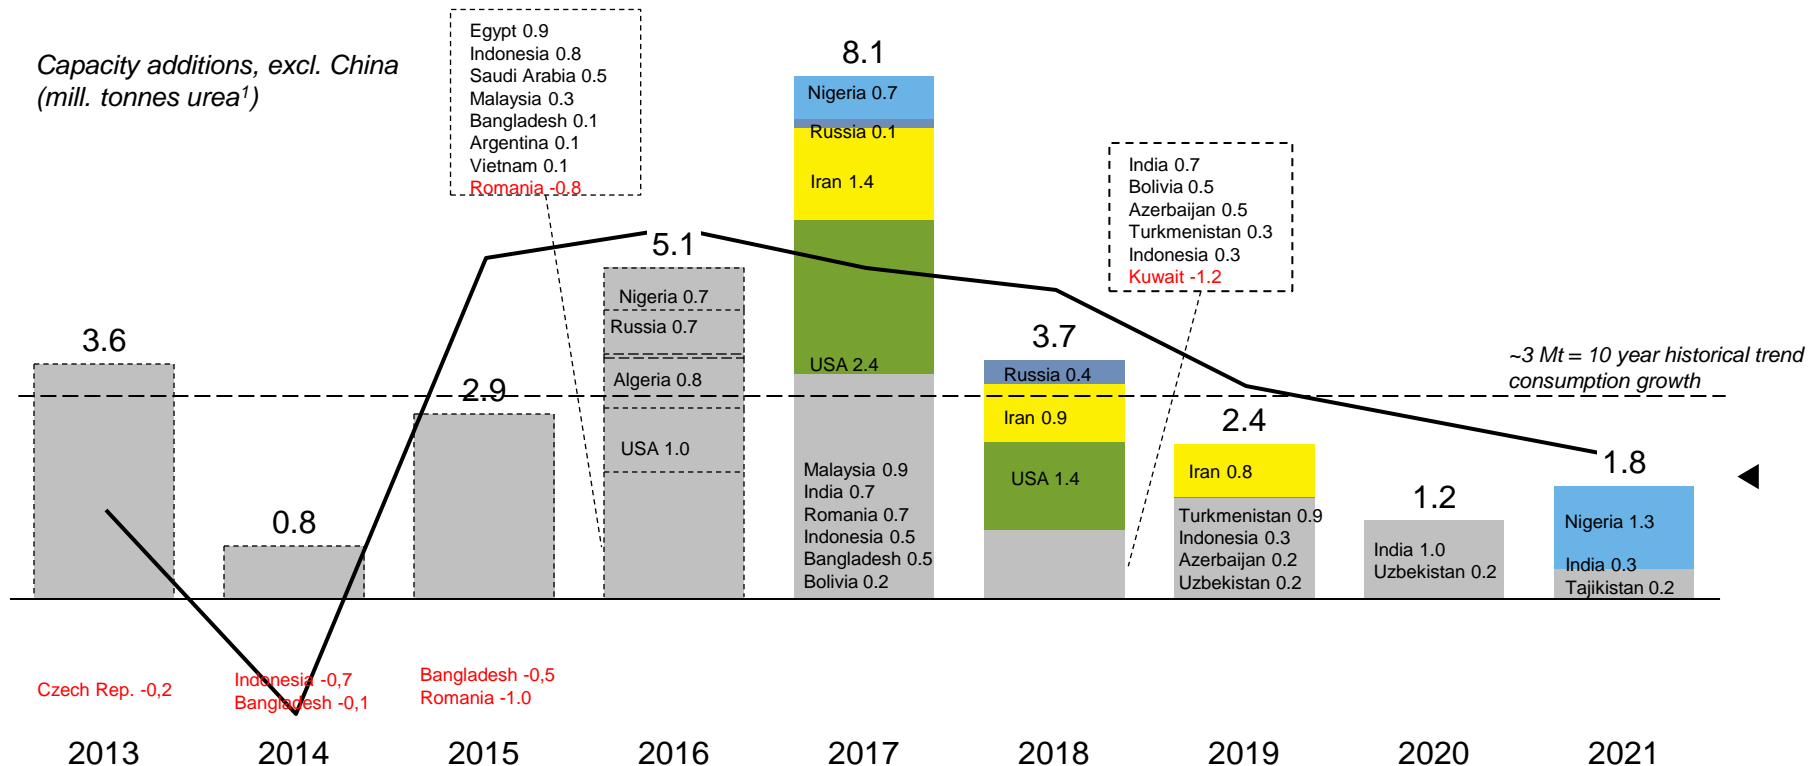 Capacity additions, excl. China
(mill. tonnes urea¹)
Egypt 0.9
Indonesia 0.8
Saudi Arabia 0.5
Malaysia 0.3
Bangladesh 0.1
Argentina 0.1
Vietnam 0.1
Romania -0.8
8.1
Nigeria 0.7
Russia 0.1
Iran 1.4
USA 2.4
Malaysia 0.9
India 0.7
Romania 0.7
Indonesia 0.5
Bangladesh 0.5
Bolivia 0.2
India 0.7
Bolivia 0.5
Azerbaijan 0.5
Turkmenistan 0.3
Indonesia 0.3
Kuwait -1.2
~3 Mt = 10 year historical trend
consumption growth
3.6
0.8
2.9
5.1
Nigeria 0.7
Russia 0.7
Algeria 0.8
USA 1.0
3.7
Russia 0.4
Iran 0.9
USA 1.4
2.4
Iran 0.8
Turkmenistan 0.9
Indonesia 0.3
Azerbaijan 0.2
Uzbekistan 0.2
1.2
India 1.0
Uzbekistan 0.2
1.8
Nigeria 1.3
India 0.3
Tajikistan 0.2
Czech Rep. -0,2
Indonesia -0,7
Bangladesh -0,1
Bangladesh -0,5
Romania -1.0
2013
2014
2015
2016
2017
2018
2019
2020
2021